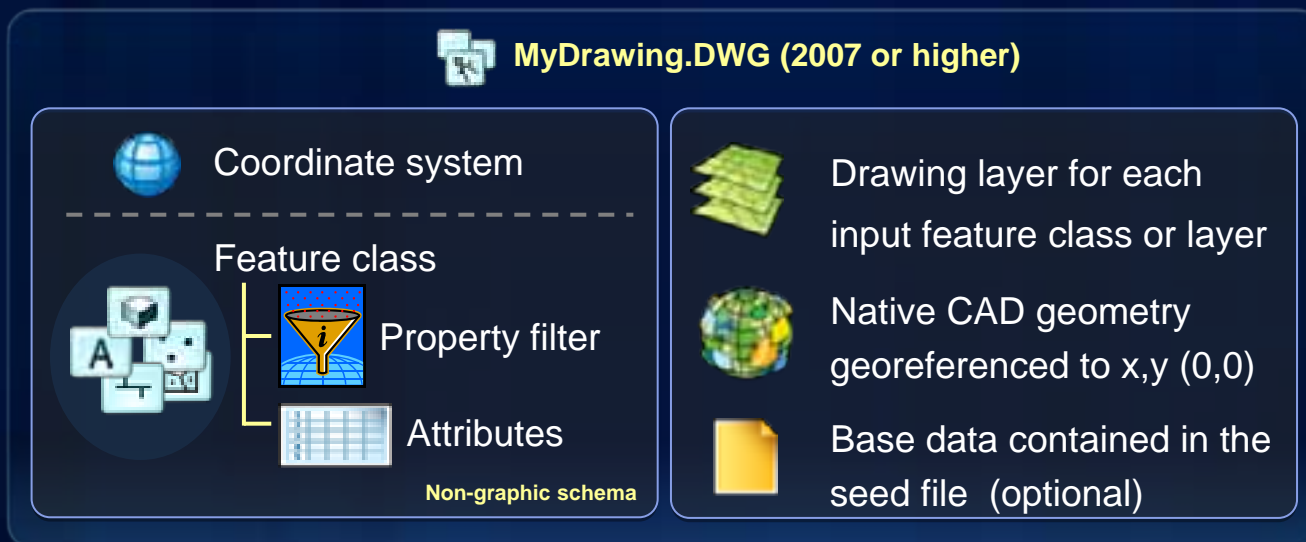 MyDrawing.DWG (2007 or higher)
Coordinate system
Feature class
A
i
Property filter
Attributes
Non-graphic schema
Drawing layer for each
input feature class or layer
Native CAD geometry
georeferenced to x,y (0,0)
Base data contained in the
seed file (optional)